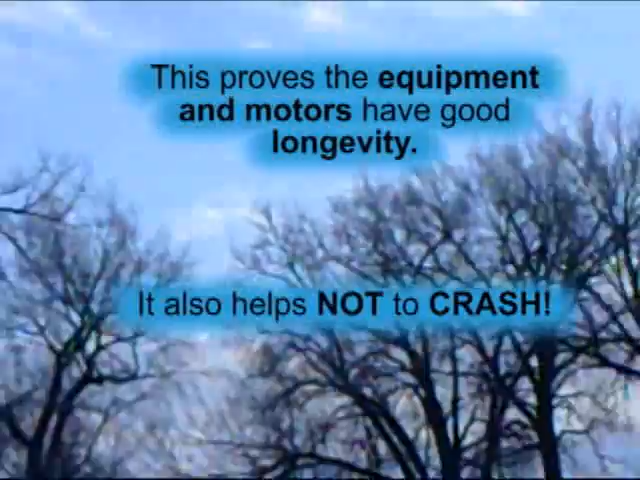 This proves the equipment
and motors have good
longevity.
It also helps NOT to CRASH!